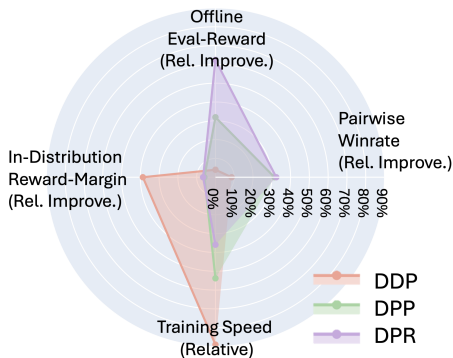 Offline
Eval-Reward
(Rel. Improve.)
Pairwise
Winrate
(Rel. Improve.)
In-Distribution
Reward-Margin
(Rel. Improve.)
0%
10%
20%
30%
40%
50%
60%
70%
80%
90%
Training Speed
(Relative)
DDP
DPP
DPR